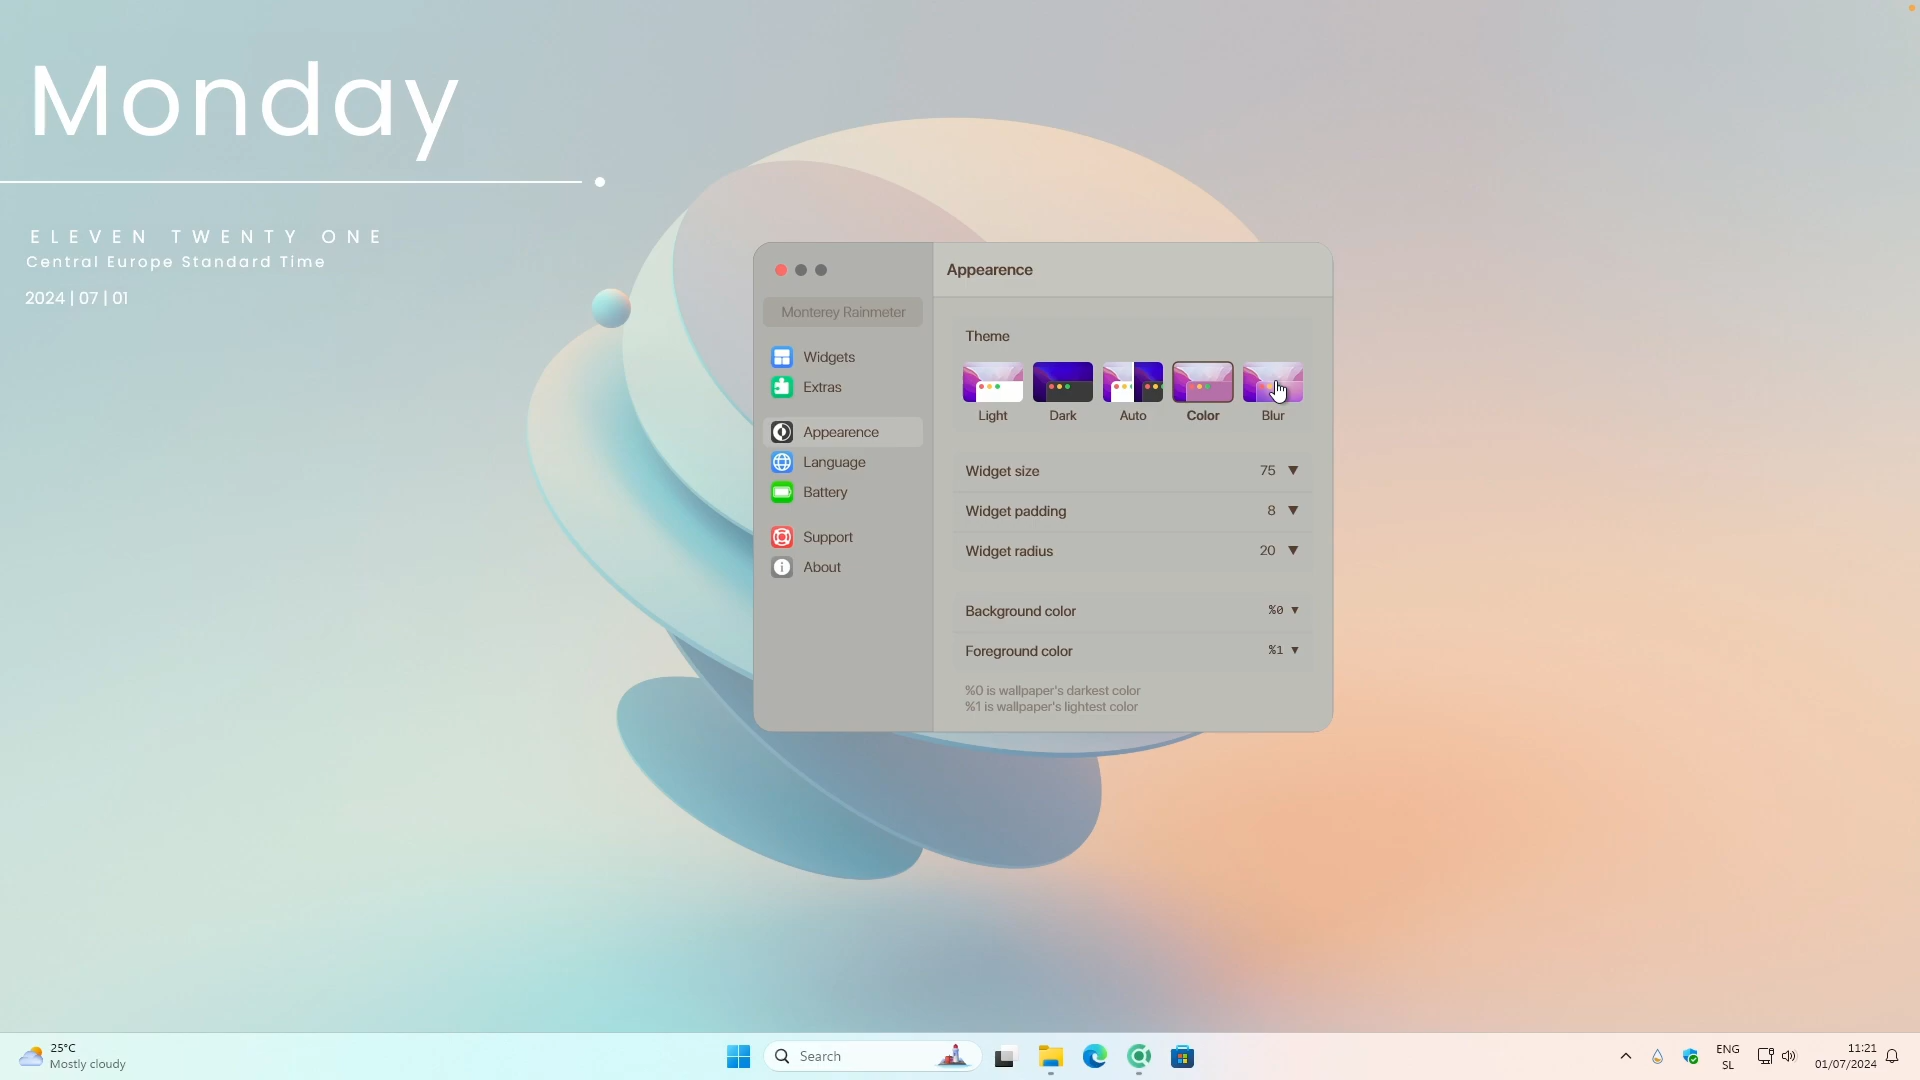 Monday
ELEVEN TWENTY ONE
Central Europe Standard Time
2024 | 07 | 01
Appearence
Monterey Rainmeter
Widgets
Extras
Appearence
Language
Battery
Support
About
Theme
Light
Dark
Auto
Color
Blur
Widget size
75
Widget padding
8
Widget radius
20
Background color
%0
Foreground color
%1
%0 is wallpaper's darkest color
%1 is wallpaper's lightest color
25°C
Mostly cloudy
Search
ENG
SL
11:21
01/07/2024